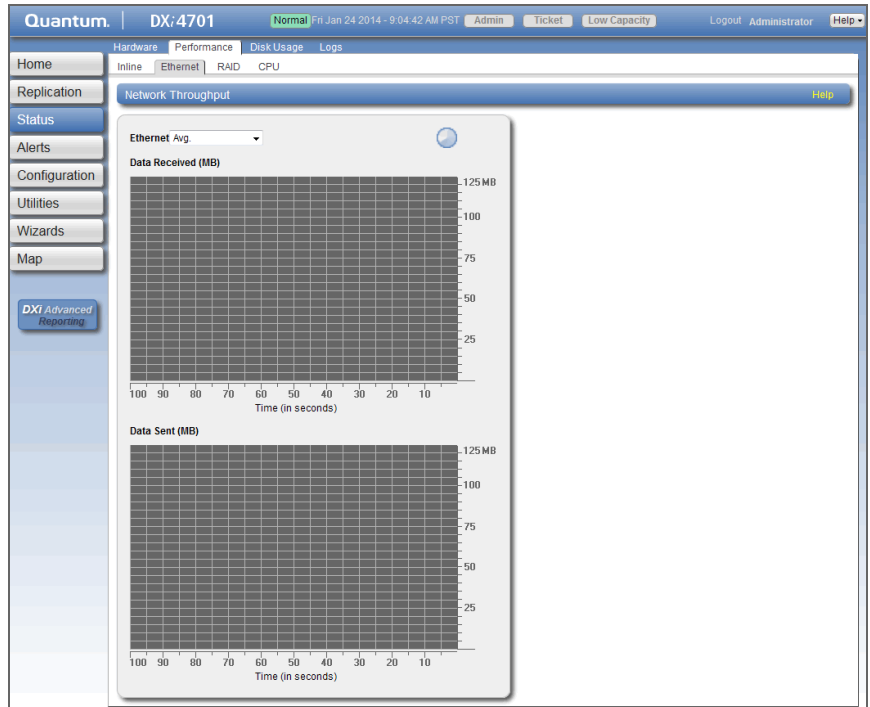 Quantum. DXi4701 Normal Fri Jan 24 2014 - 9:04:42 AM PST Admin Ticket Low Capacity Logout Administrator Help
Hardware Performance Disk Usage Logs
Inline Ethernet RAID CPU
Home
Replication
Status
Alerts
Configuration
Utilities
Wizards
Map
DXi Advanced
Reporting
Network Throughput Help
Ethernet Avg.
Data Received (MB)
125 MB
100
75
50
25
100 90 80 70 60 50 40 30 20 10
Time (in seconds)
Data Sent (MB)
125 MB
100
75
50
25
100 90 80 70 60 50 40 30 20 10
Time (in seconds)